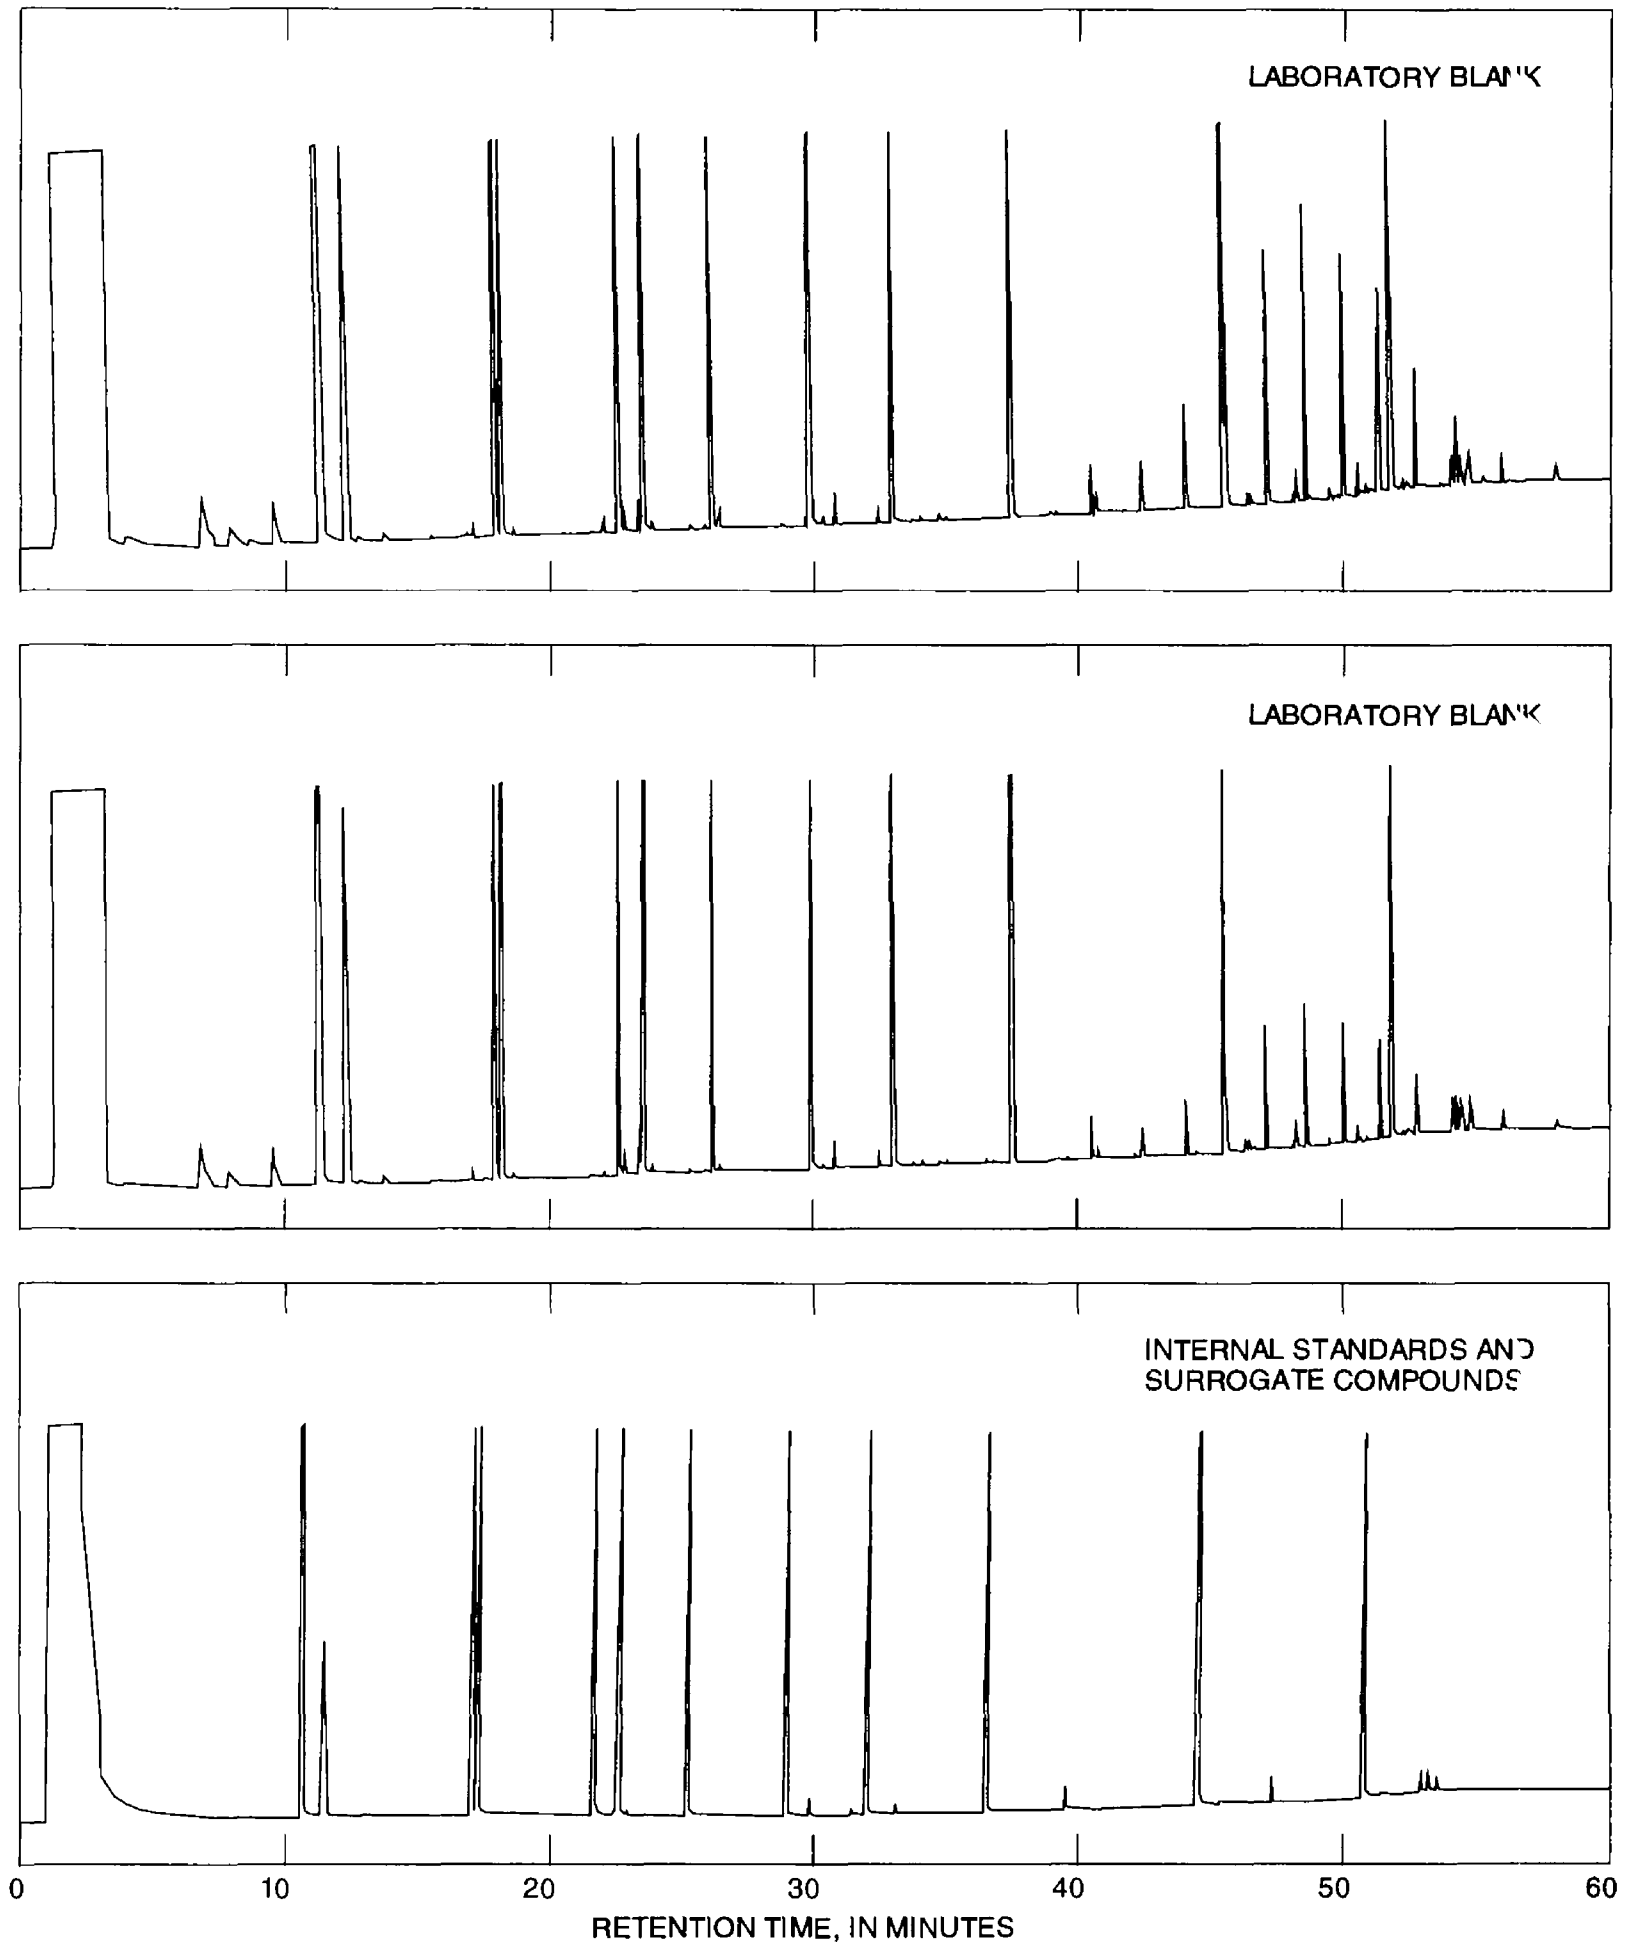 LABORATORY BLANK
LABORATORY BLANK
INTERNAL STANDARDS AND
SURROGATE COMPOUNDS
0 10 20 30 40 50 60
RETENTION TIME, IN MINUTES